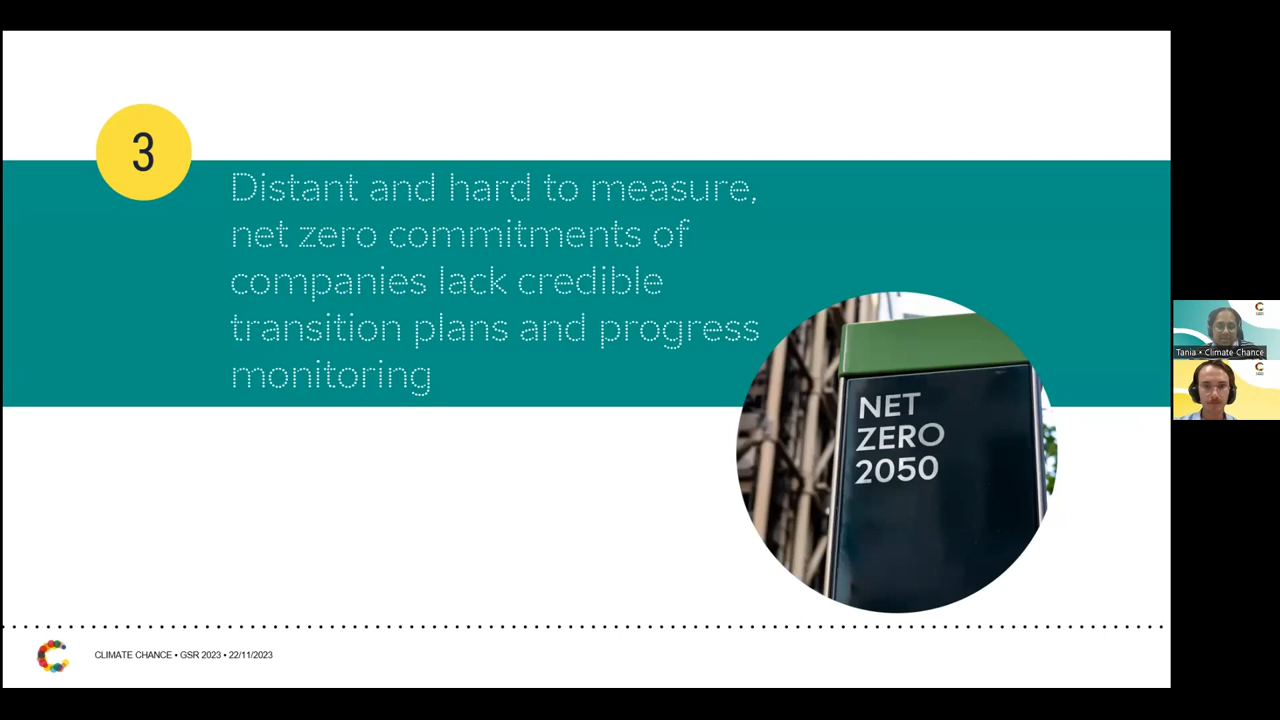 3
Distant and hard to measure,
net zero commitments of
companies lack credible
transition plans and progress
monitoring
NET
ZERO
2050
CLIMATE CHANCE • GSR 2023 • 22/11/2023
Tania • Climate Chance